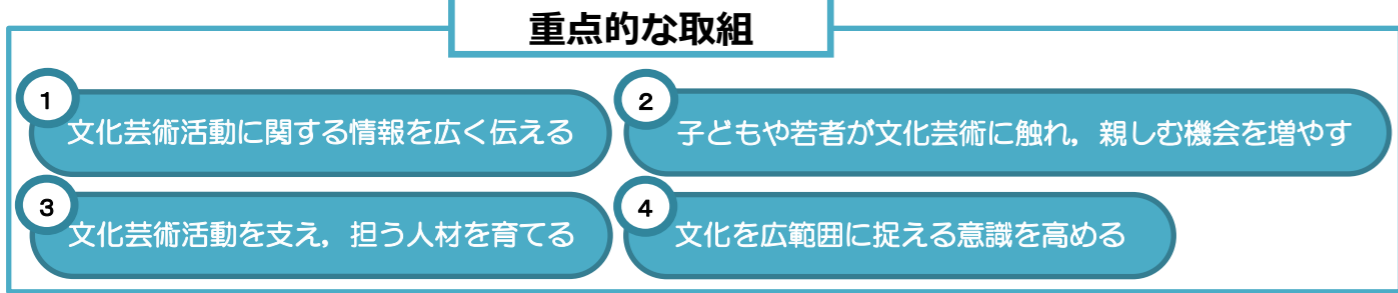 重点的な取組
1
文化芸術活動に関する情報を広く伝える
2
子どもや若者が文化芸術に触れ，親しむ機会を増やす
3
文化芸術活動を支え，担う人材を育てる
4
文化を広範囲に捉える意識を高める